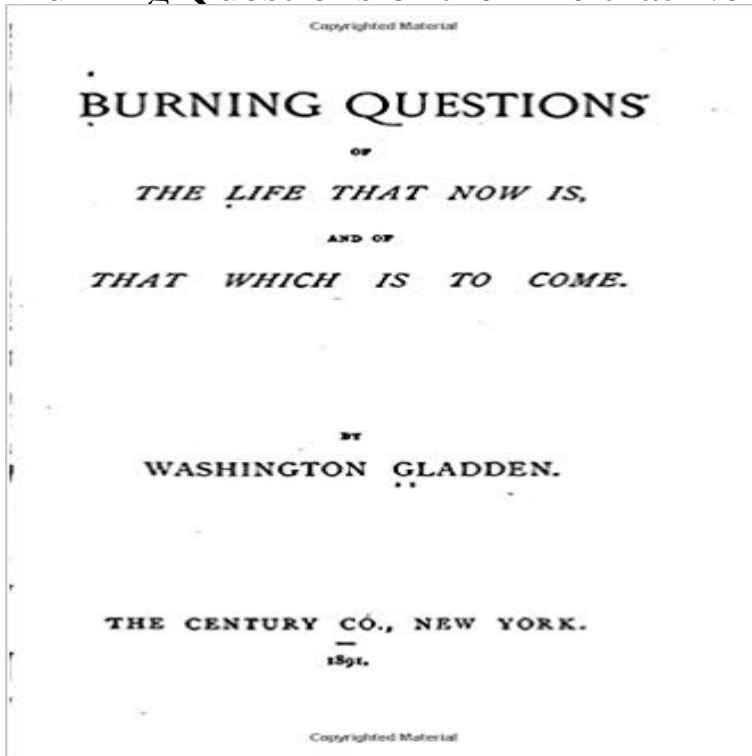 Copyrighted Material
BURNING QUESTIONS
OF
THE LIFE THAT NOW IS,
AND OF
THAT WHICH IS TO COME.
BY
WASHINGTON GLADDEN.
THE CENTURY CO., NEW YORK.
1891.
Copyrighted Material